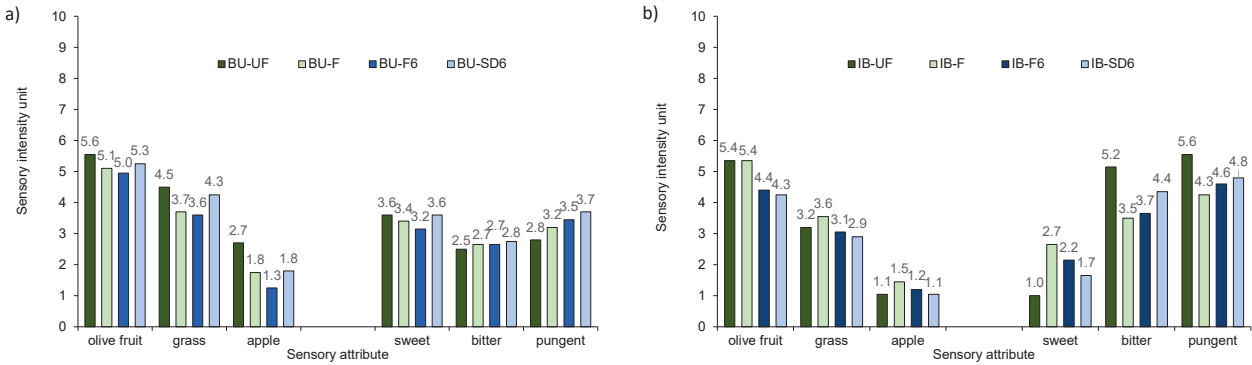 a)
Sensory intensity unit
10
9
8
7
6
5
4
3
2
1
0
BU-UF BU-F BU-F6 BU-SD6
5.6 5.1 5.0 5.3
4.5 3.7 3.6 4.3
2.7 1.8 1.3 1.8
3.6 3.4 3.2 3.6
2.5 2.7 2.7 2.8
2.8 3.2 3.5 3.7
olive fruit grass apple sweet bitter pungent
Sensory attribute
b)
Sensory intensity unit
10
9
8
7
6
5
4
3
2
1
0
IB-UF IB-F IB-F6 IB-SD6
5.4 5.4 4.4 4.3
3.2 3.6 3.1 2.9
1.1 1.5 1.2 1.1
1.0 2.7 2.2 1.7
5.2 3.5 3.7 4.4
5.6 4.3 4.6 4.8
olive fruit grass apple sweet bitter pungent
Sensory attribute